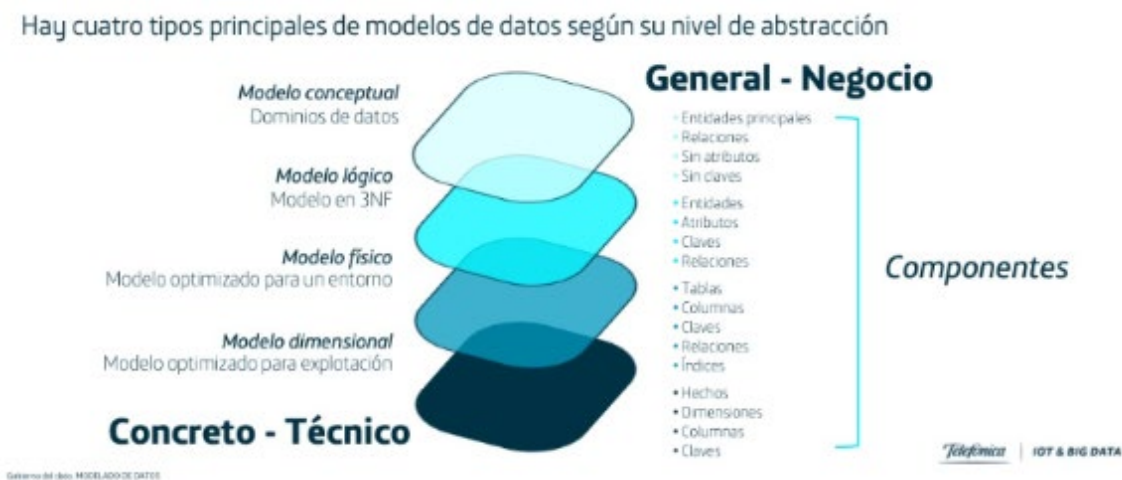 Hay cuatro tipos principales de modelos de datos según su nivel de abstracción
General - Negocio
Modelo conceptual
Dominios de datos
Modelo lógico
Modelo en 3NF
Modelo físico
Modelo optimizado para un entorno
Modelo dimensional
Modelo optimizado para explotación
Concreto - Técnico
• Entidades principales
• Relaciones
• Sin atributos
• Sin claves
• Entidades
• Atributos
• Claves
• Relaciones
• Tablas
• Columnas
• Claves
• Relaciones
• Índices
• Hechos
• Dimensiones
• Columnas
• Claves
Componentes
Telefónica | IOT & BIG DATA
Gobierno del dato. MODELADO DE DATOS